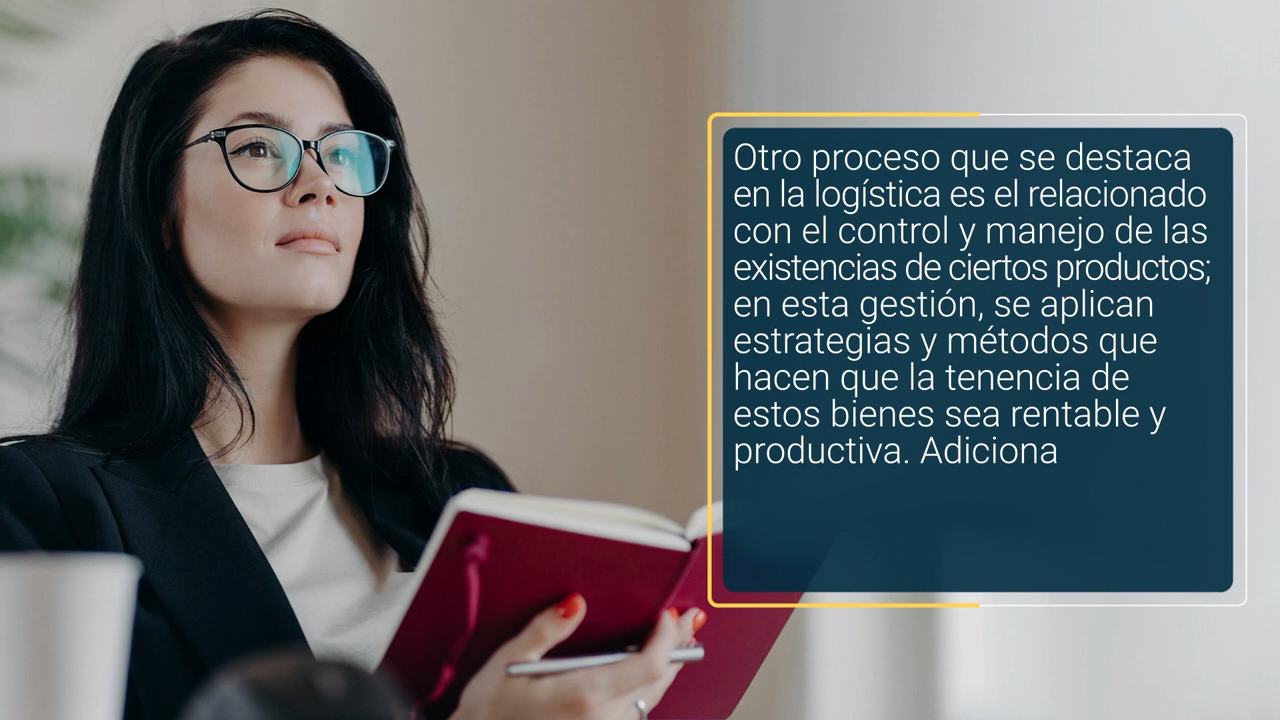 Otro proceso que se destaca
en la logística es el relacionado
con el control y manejo de las
existencias de ciertos productos;
en esta gestión, se aplican
estrategias y métodos que
hacen que la tenencia de
estos bienes sea rentable y
productiva. Adiciona